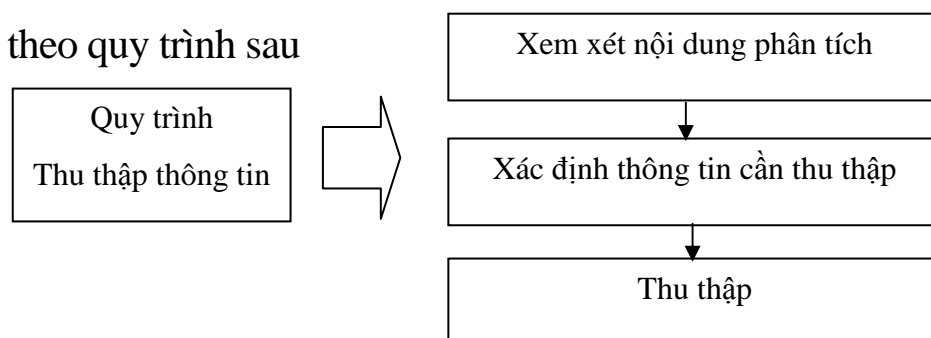 theo quy trình sau
Quy trình
Thu thập thông tin
Xem xét nội dung phân tích
Xác định thông tin cần thu thập
Thu thập